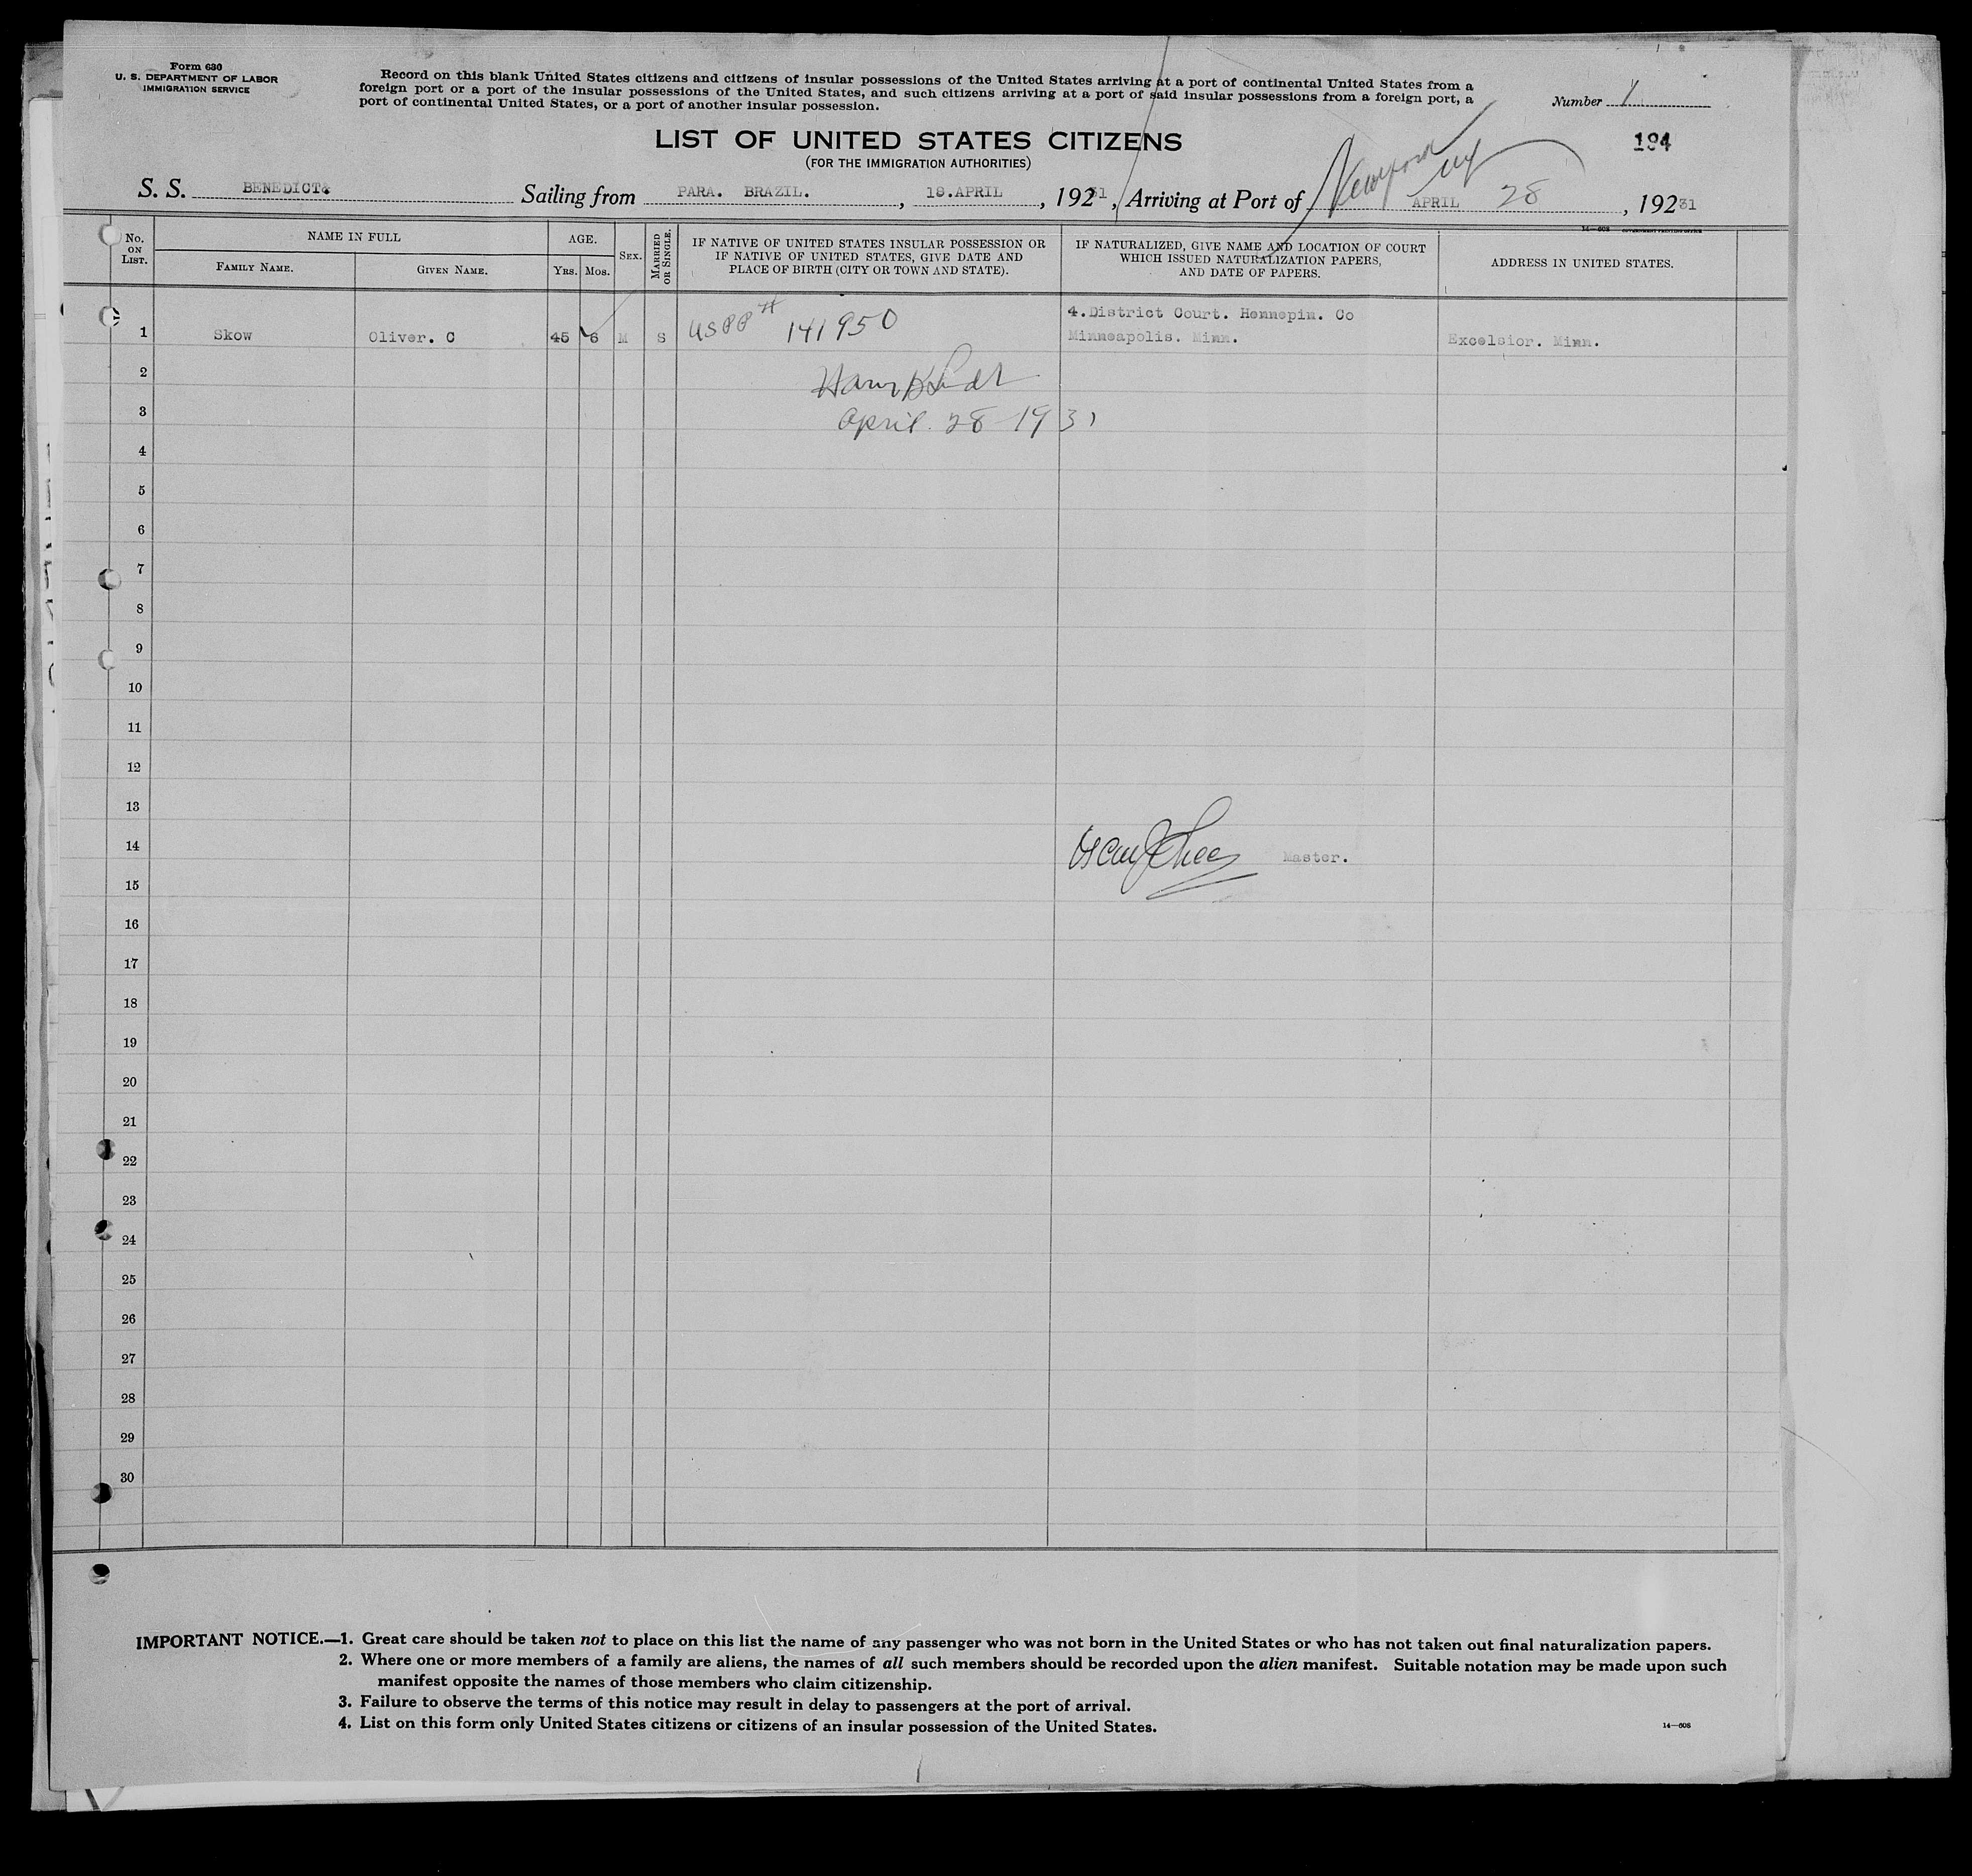 Form 630
U. S. DEPARTMENT OF LABOR
IMMIGRATION SERVICE
Record on this blank United States citizens and citizens of insular possessions of the United States arriving at a port of continental United States from a
foreign port or a port of the insular possessions of the United States, and such citizens arriving at a port of said insular possessions from a foreign port, a
port of continental United States, or a port of another insular possession.
Number 1
LIST OF UNITED STATES CITIZENS
(FOR THE IMMIGRATION AUTHORITIES)
194
S. S. BENEDICT Sailing from PARA. BRAZIL. , 18.APRIL , 19231 , Arriving at Port of New York NY APRIL 28 , 19231
No. ON LIST.
NAME IN FULL
FAMILY NAME.
GIVEN NAME.
AGE.
YRS.
MOS.
SEX.
MARRIED OR SINGLE.
IF NATIVE OF UNITED STATES INSULAR POSSESSION OR
IF NATIVE OF UNITED STATES, GIVE DATE AND
PLACE OF BIRTH (CITY OR TOWN AND STATE).
IF NATURALIZED, GIVE NAME AND LOCATION OF COURT
WHICH ISSUED NATURALIZATION PAPERS,
AND DATE OF PAPERS.
ADDRESS IN UNITED STATES.
14—608 GOVERNMENT PRINTING OFFICE
4.District Court. Hennepin. Co
1 Skow Oliver. C 45 6 M S USPP # 141950 Minneapolis. Minn. Excelsior. Minn.
2
3 April. 28 1931
4
5
6
7
8
9
10
11
12
13
14 Master.
15
16
17
18
19
20
21
22
23
24
25
26
27
28
29
30
IMPORTANT NOTICE.—1. Great care should be taken not to place on this list the name of any passenger who was not born in the United States or who has not taken out final naturalization papers.
2. Where one or more members of a family are aliens, the names of all such members should be recorded upon the alien manifest. Suitable notation may be made upon such
manifest opposite the names of those members who claim citizenship.
3. Failure to observe the terms of this notice may result in delay to passengers at the port of arrival.
4. List on this form only United States citizens or citizens of an insular possession of the United States.
14—608